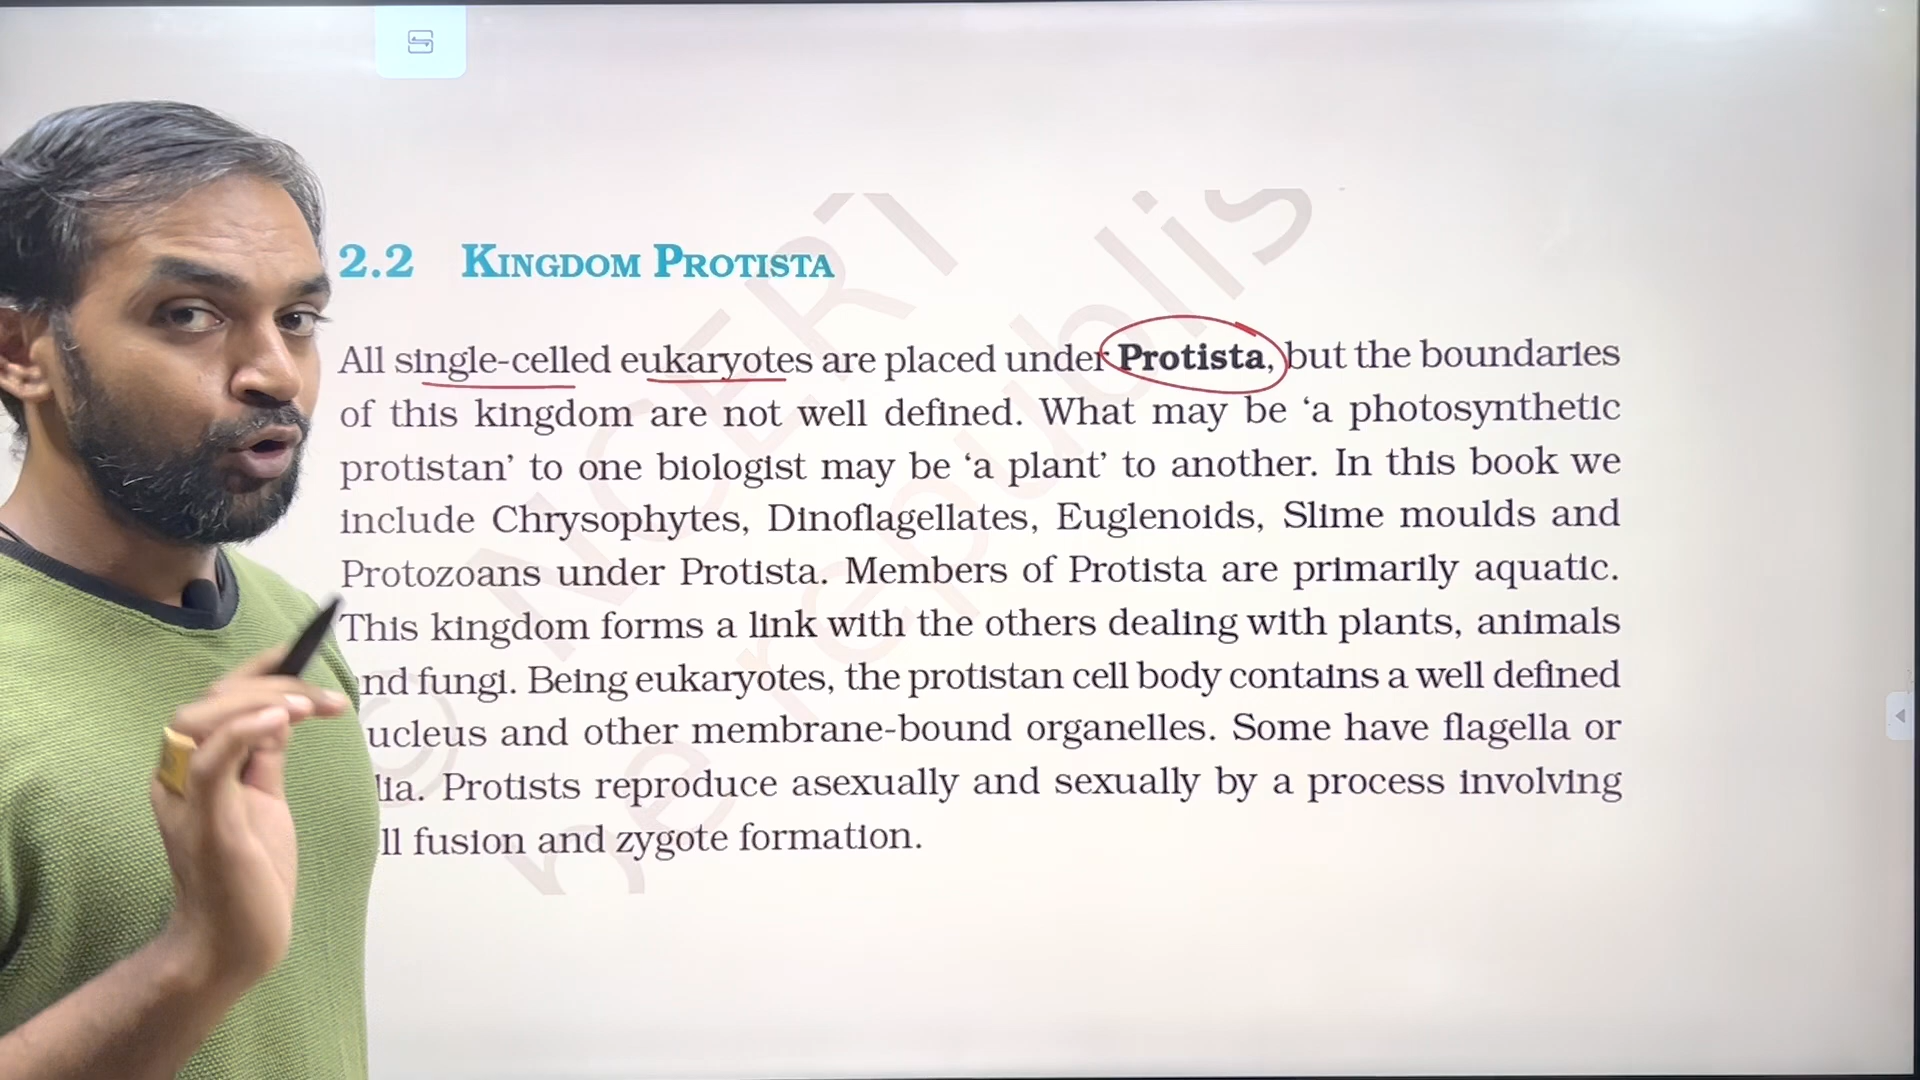 2.2 KINGDOM PROTISTA
All single-celled eukaryotes are placed under Protista, but the boundaries
of this kingdom are not well defined. What may be ‘a photosynthetic
protistan’ to one biologist may be ‘a plant’ to another. In this book we
include Chrysophytes, Dinoflagellates, Euglenoids, Slime moulds and
Protozoans under Protista. Members of Protista are primarily aquatic.
This kingdom forms a link with the others dealing with plants, animals
nd fungi. Being eukaryotes, the protistan cell body contains a well defined
ucleus and other membrane-bound organelles. Some have flagella or
lia. Protists reproduce asexually and sexually by a process involving
ll fusion and zygote formation.
© NCERT
be republis